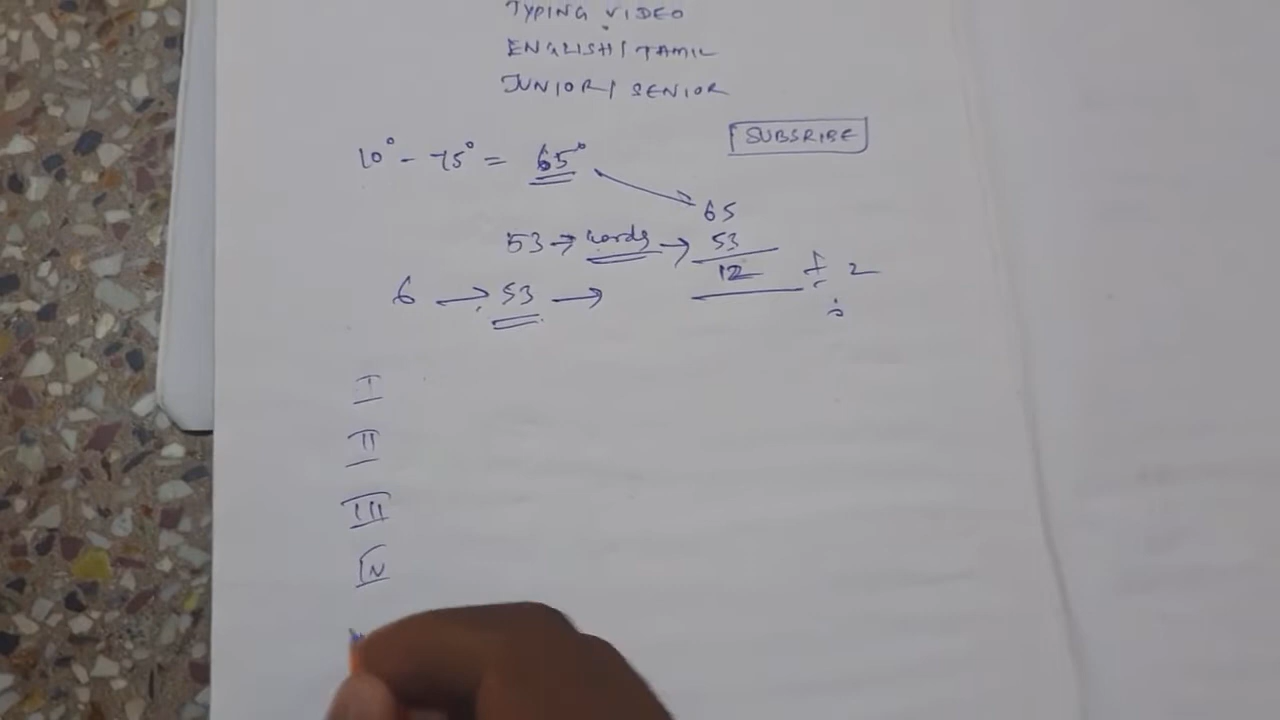 TYPING VIDEO
ENGLISH / TAMIL
JUNIOR / SENIOR
SUBSRIBE
10° - 75° = 65°
65
53 → words → 53
12 ÷ 2
6 → 53 →
I
II
III
IV